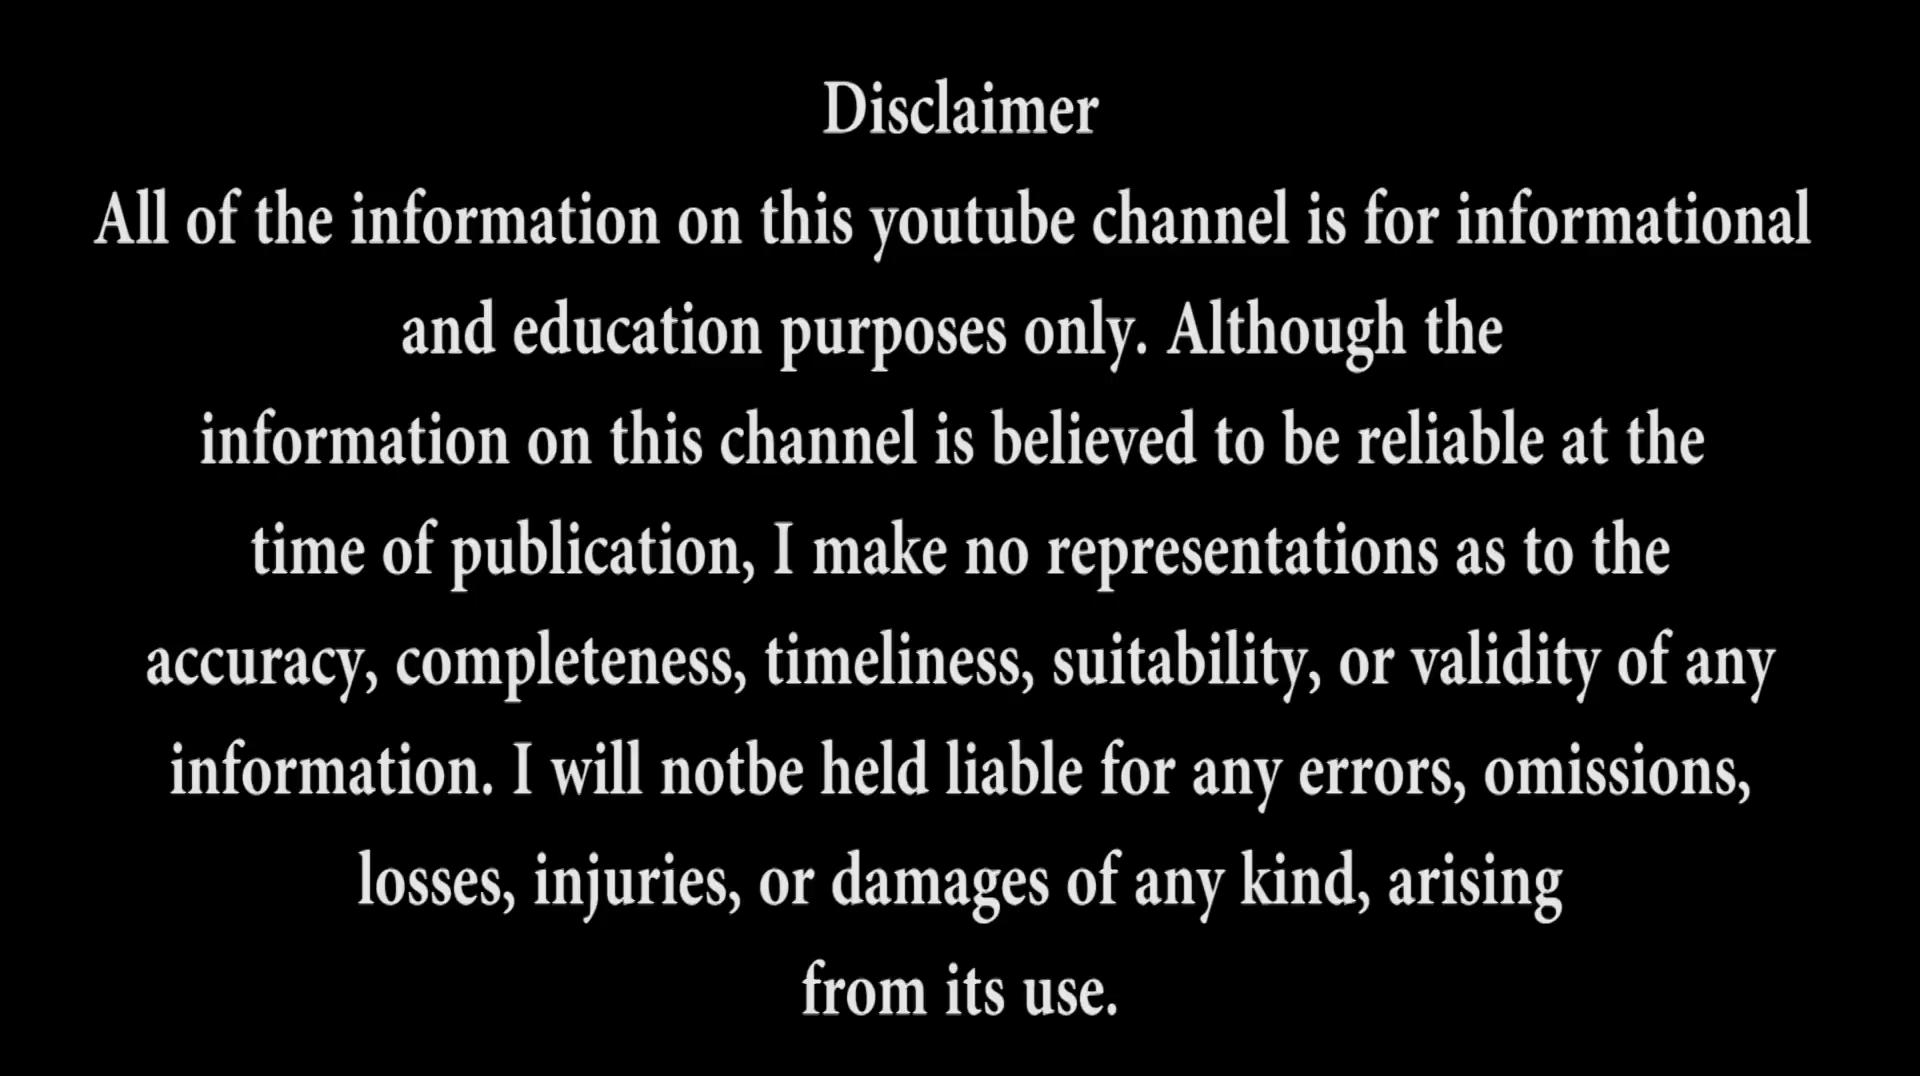 Disclaimer
All of the information on this youtube channel is for informational
and education purposes only. Although the
information on this channel is believed to be reliable at the
time of publication, I make no representations as to the
accuracy, completeness, timeliness, suitability, or validity of any
information. I will notbe held liable for any errors, omissions,
losses, injuries, or damages of any kind, arising
from its use.